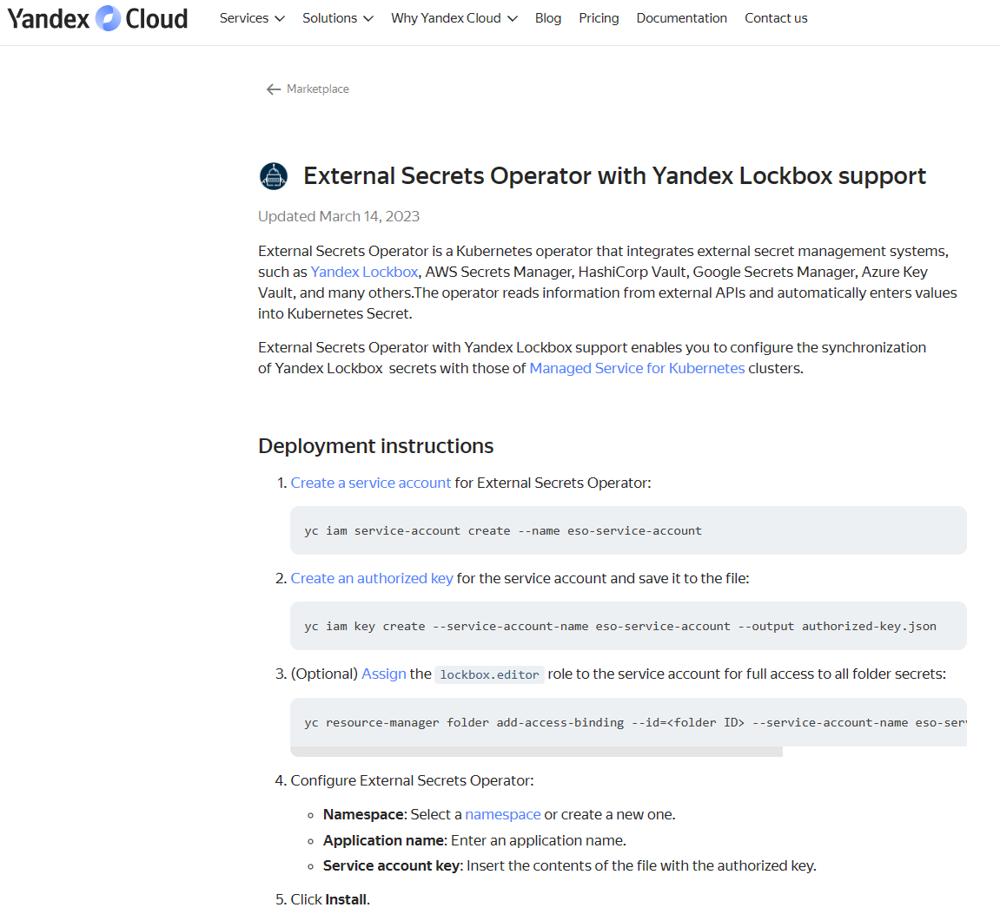 Yandex Cloud Services Solutions Why Yandex Cloud Blog Pricing Documentation Contact us
Marketplace
External Secrets Operator with Yandex Lockbox support
Updated March 14, 2023
External Secrets Operator is a Kubernetes operator that integrates external secret management systems,
such as Yandex Lockbox, AWS Secrets Manager, HashiCorp Vault, Google Secrets Manager, Azure Key
Vault, and many others.The operator reads information from external APIs and automatically enters values
into Kubernetes Secret.
External Secrets Operator with Yandex Lockbox support enables you to configure the synchronization
of Yandex Lockbox  secrets with those of Managed Service for Kubernetes clusters.
Deployment instructions
1. Create a service account for External Secrets Operator:
yc iam service-account create --name eso-service-account
2. Create an authorized key for the service account and save it to the file:
yc iam key create --service-account-name eso-service-account --output authorized-key.json
3. (Optional) Assign the lockbox.editor role to the service account for full access to all folder secrets:
yc resource-manager folder add-access-binding --id=<folder ID> --service-account-name eso-ser
4. Configure External Secrets Operator:
Namespace: Select a namespace or create a new one.
Application name: Enter an application name.
Service account key: Insert the contents of the file with the authorized key.
5. Click Install.